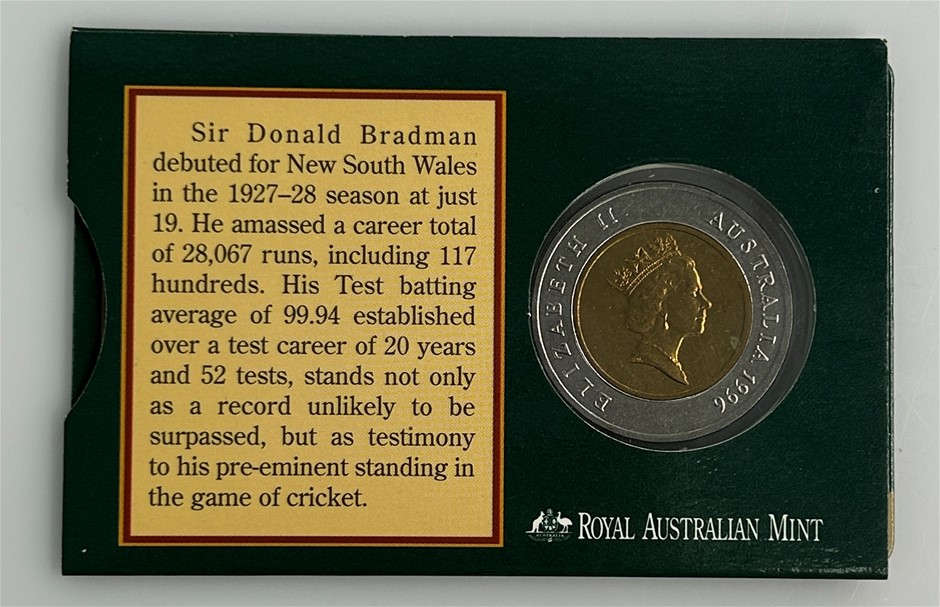 Sir Donald Bradman
debuted for New South Wales
in the 1927–28 season at just
19. He amassed a career total
of 28,067 runs, including 117
hundreds. His Test batting
average of 99.94 established
over a test career of 20 years
and 52 tests, stands not only
as a record unlikely to be
surpassed, but as testimony
to his pre-eminent standing in
the game of cricket.
ELIZABETH II AUSTRALIA 1996
AUSTRALIA
ROYAL AUSTRALIAN MINT